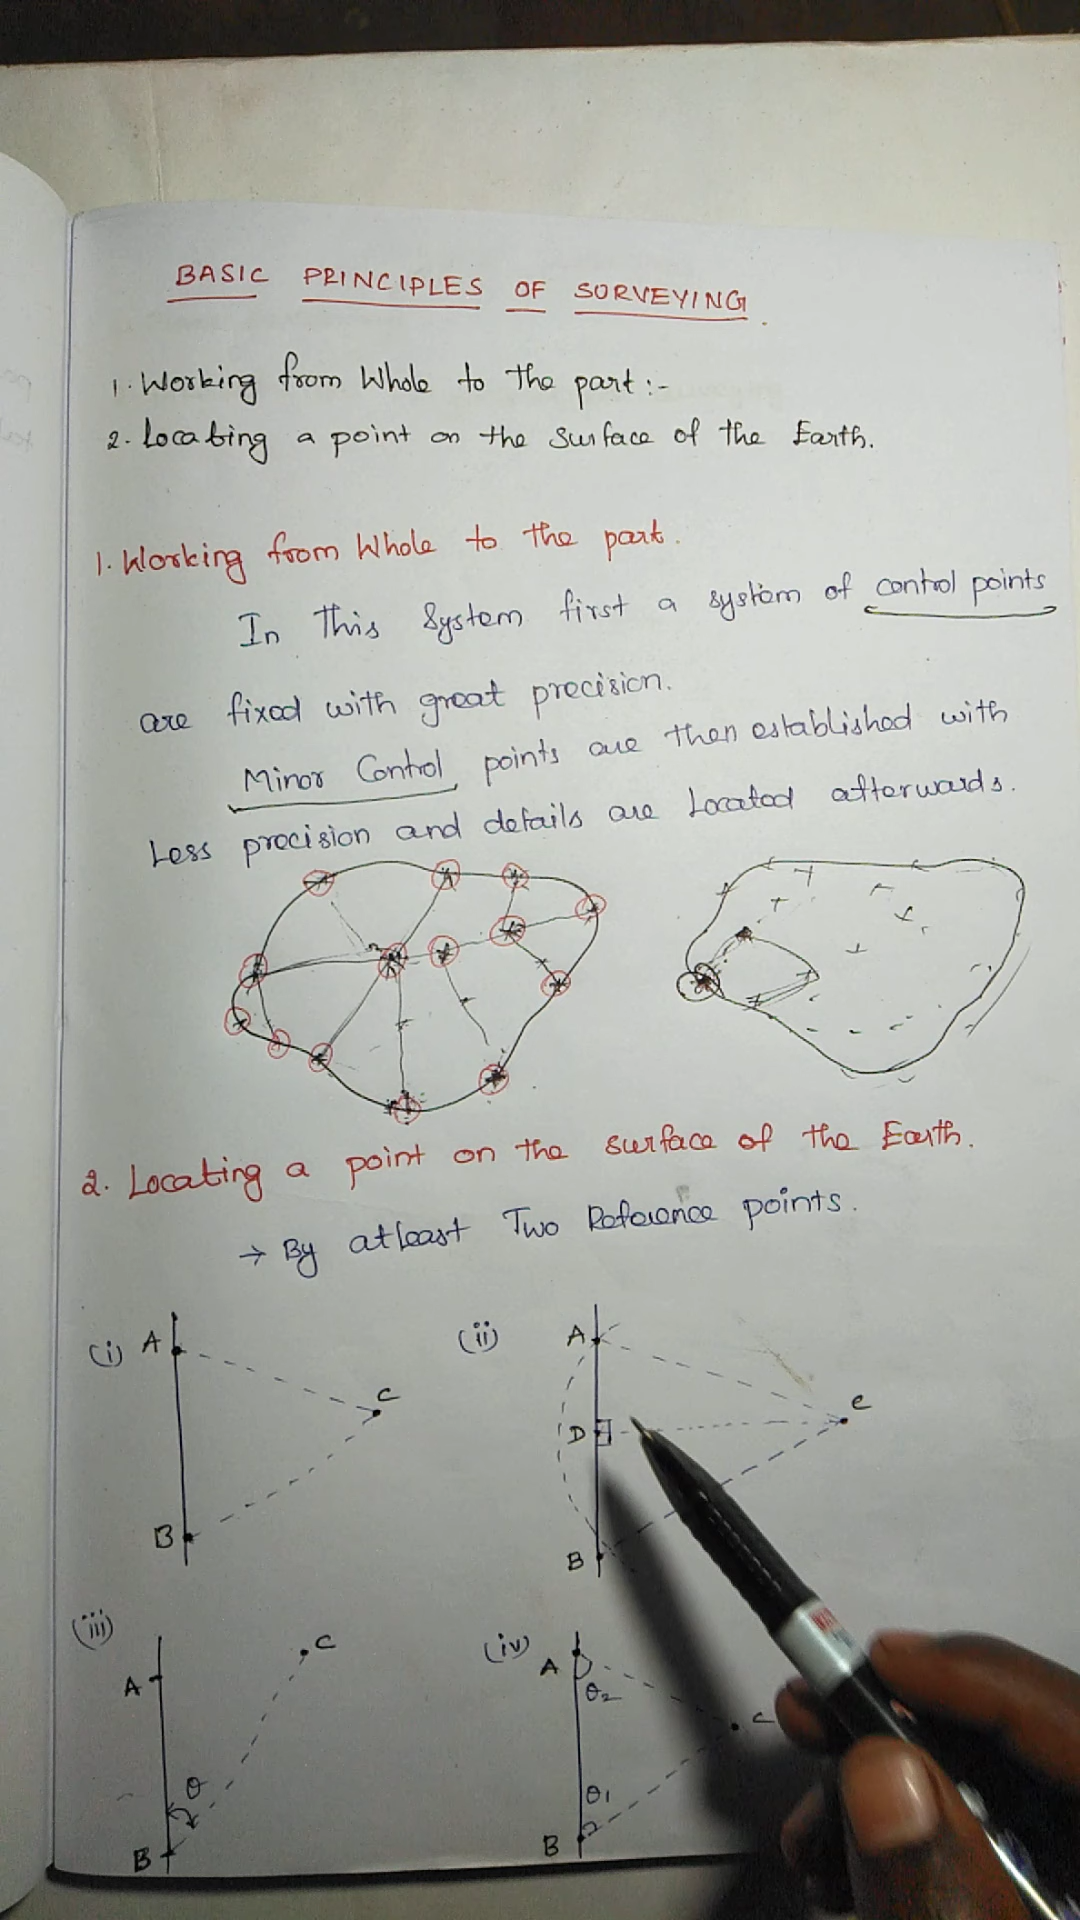 BASIC PRINCIPLES OF SURVEYING
1. Working from Whole to the part:-
2. Locating a point on the surface of the Earth.
1. Working from Whole to the part.
In this system first a system of control points
are fixed with great precision.
Minor Control points are then established with
Less precision and details are Located afterwards.
2. Locating a point on the surface of the Earth.
→ By atleast Two Reference points.
(i) A
C
B
(ii) A
C
D
B
(iii)
C
A
θ
B
(iv)
A
θ2
C
θ1
B